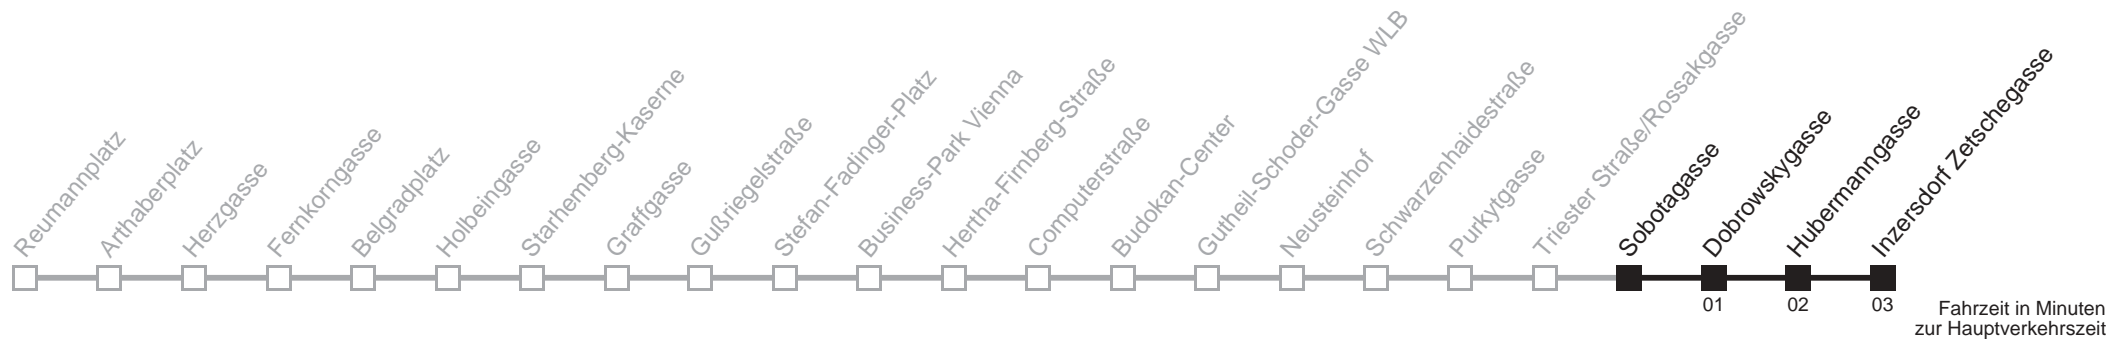 Reumannplatz
Arthaberplatz
Herzgasse
Fernkorngasse
Belgradplatz
Holbeingasse
Starhemberg-Kaserne
Graffgasse
Gußriegelstraße
Stefan-Fadinger-Platz
Business-Park Vienna
Hertha-Firnberg-Straße
Computerstraße
Budokan-Center
Gutheil-Schoder-Gasse WLB
Neusteinhof
Schwarzenhaidestraße
Purkytgasse
Triester Straße/Rossakgasse
Sobotagasse
Dobrowskygasse
Hubermanngasse
Inzersdorf Zetschegasse
01 02 03
Fahrzeit in Minuten
zur Hauptverkehrszeit